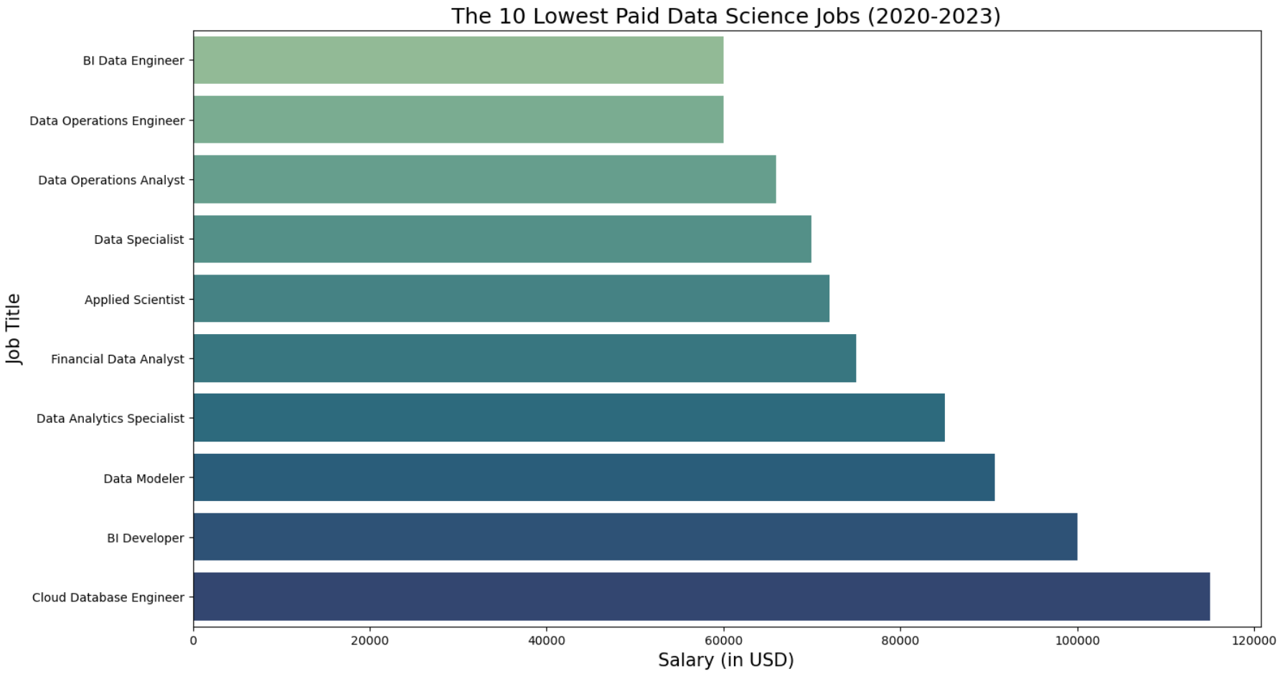 The 10 Lowest Paid Data Science Jobs (2020-2023)
Job Title
BI Data Engineer
Data Operations Engineer
Data Operations Analyst
Data Specialist
Applied Scientist
Financial Data Analyst
Data Analytics Specialist
Data Modeler
BI Developer
Cloud Database Engineer
0 20000 40000 60000 80000 100000 120000
Salary (in USD)